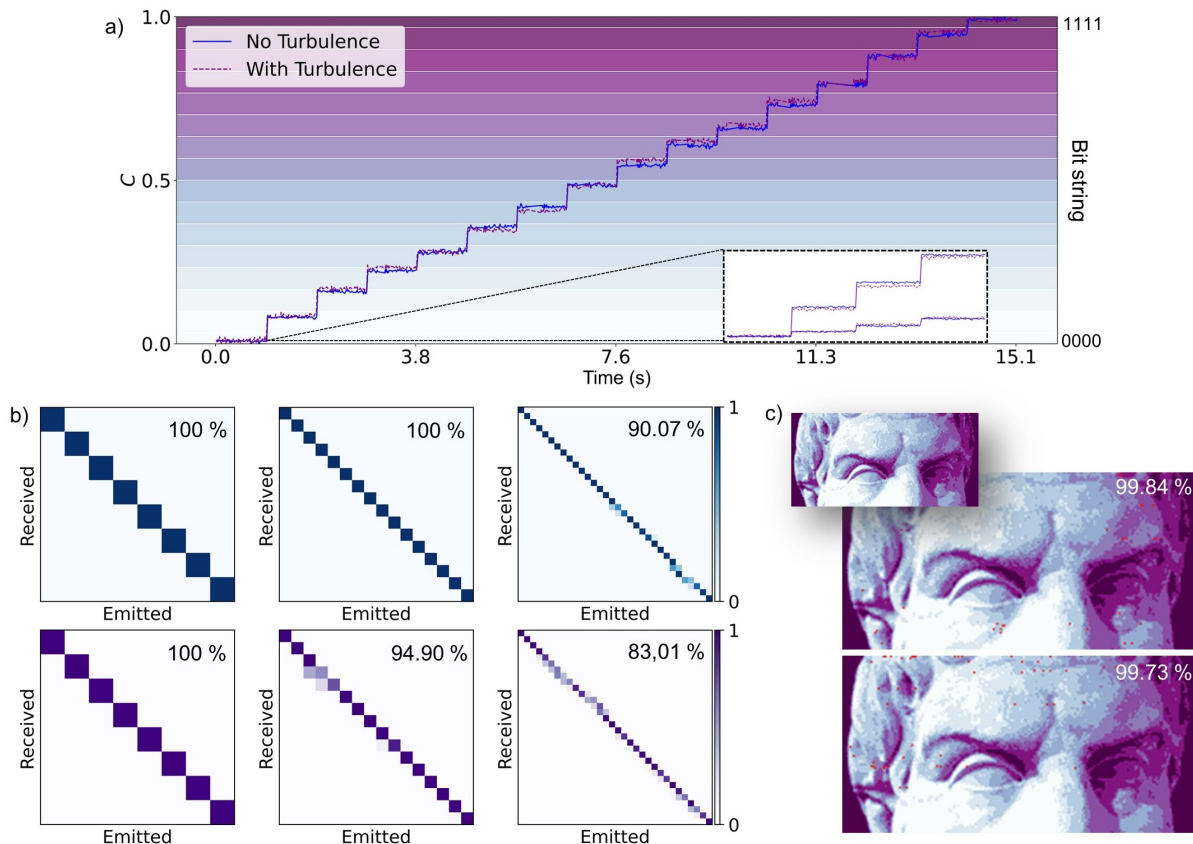 a)
1.0
No Turbulence
With Turbulence
1111
C
0.5
Bit string
0.0
0000
0.0
3.8
7.6
11.3
15.1
Time (s)
b)
100 %
100 %
90.07 %
1
0
Received
Received
Received
Emitted
Emitted
Emitted
100 %
94.90 %
83,01 %
1
0
Received
Received
Received
Emitted
Emitted
Emitted
c)
99.84 %
99.73 %